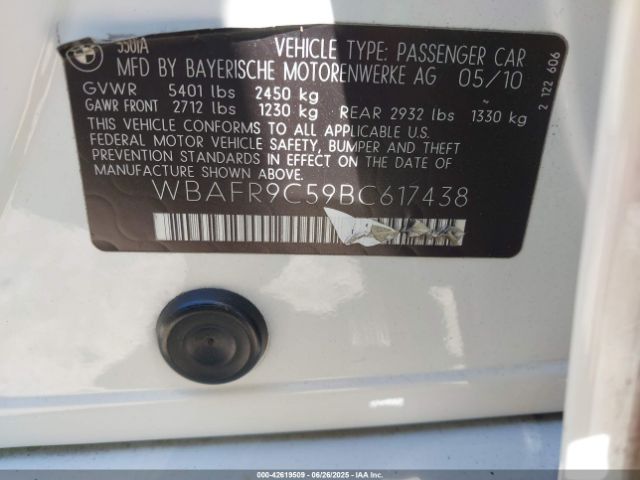 BMW
550IA VEHICLE TYPE: PASSENGER CAR
MFD BY BAYERISCHE MOTORENWERKE AG 05/10
GVWR 5401 lbs 2450 kg
GAWR FRONT 2712 lbs 1230 kg REAR 2932 lbs 1330 kg
THIS VEHICLE CONFORMS TO ALL APPLICABLE U.S.
FEDERAL MOTOR VEHICLE SAFETY, BUMPER AND THEFT
PREVENTION STANDARDS IN EFFECT ON THE DATE OF
MANUFACTURE SHOWN ABOVE.
WBAFR9C59BC617438
2 122 606
000-42619509 06/26/2025 IAAI.COM